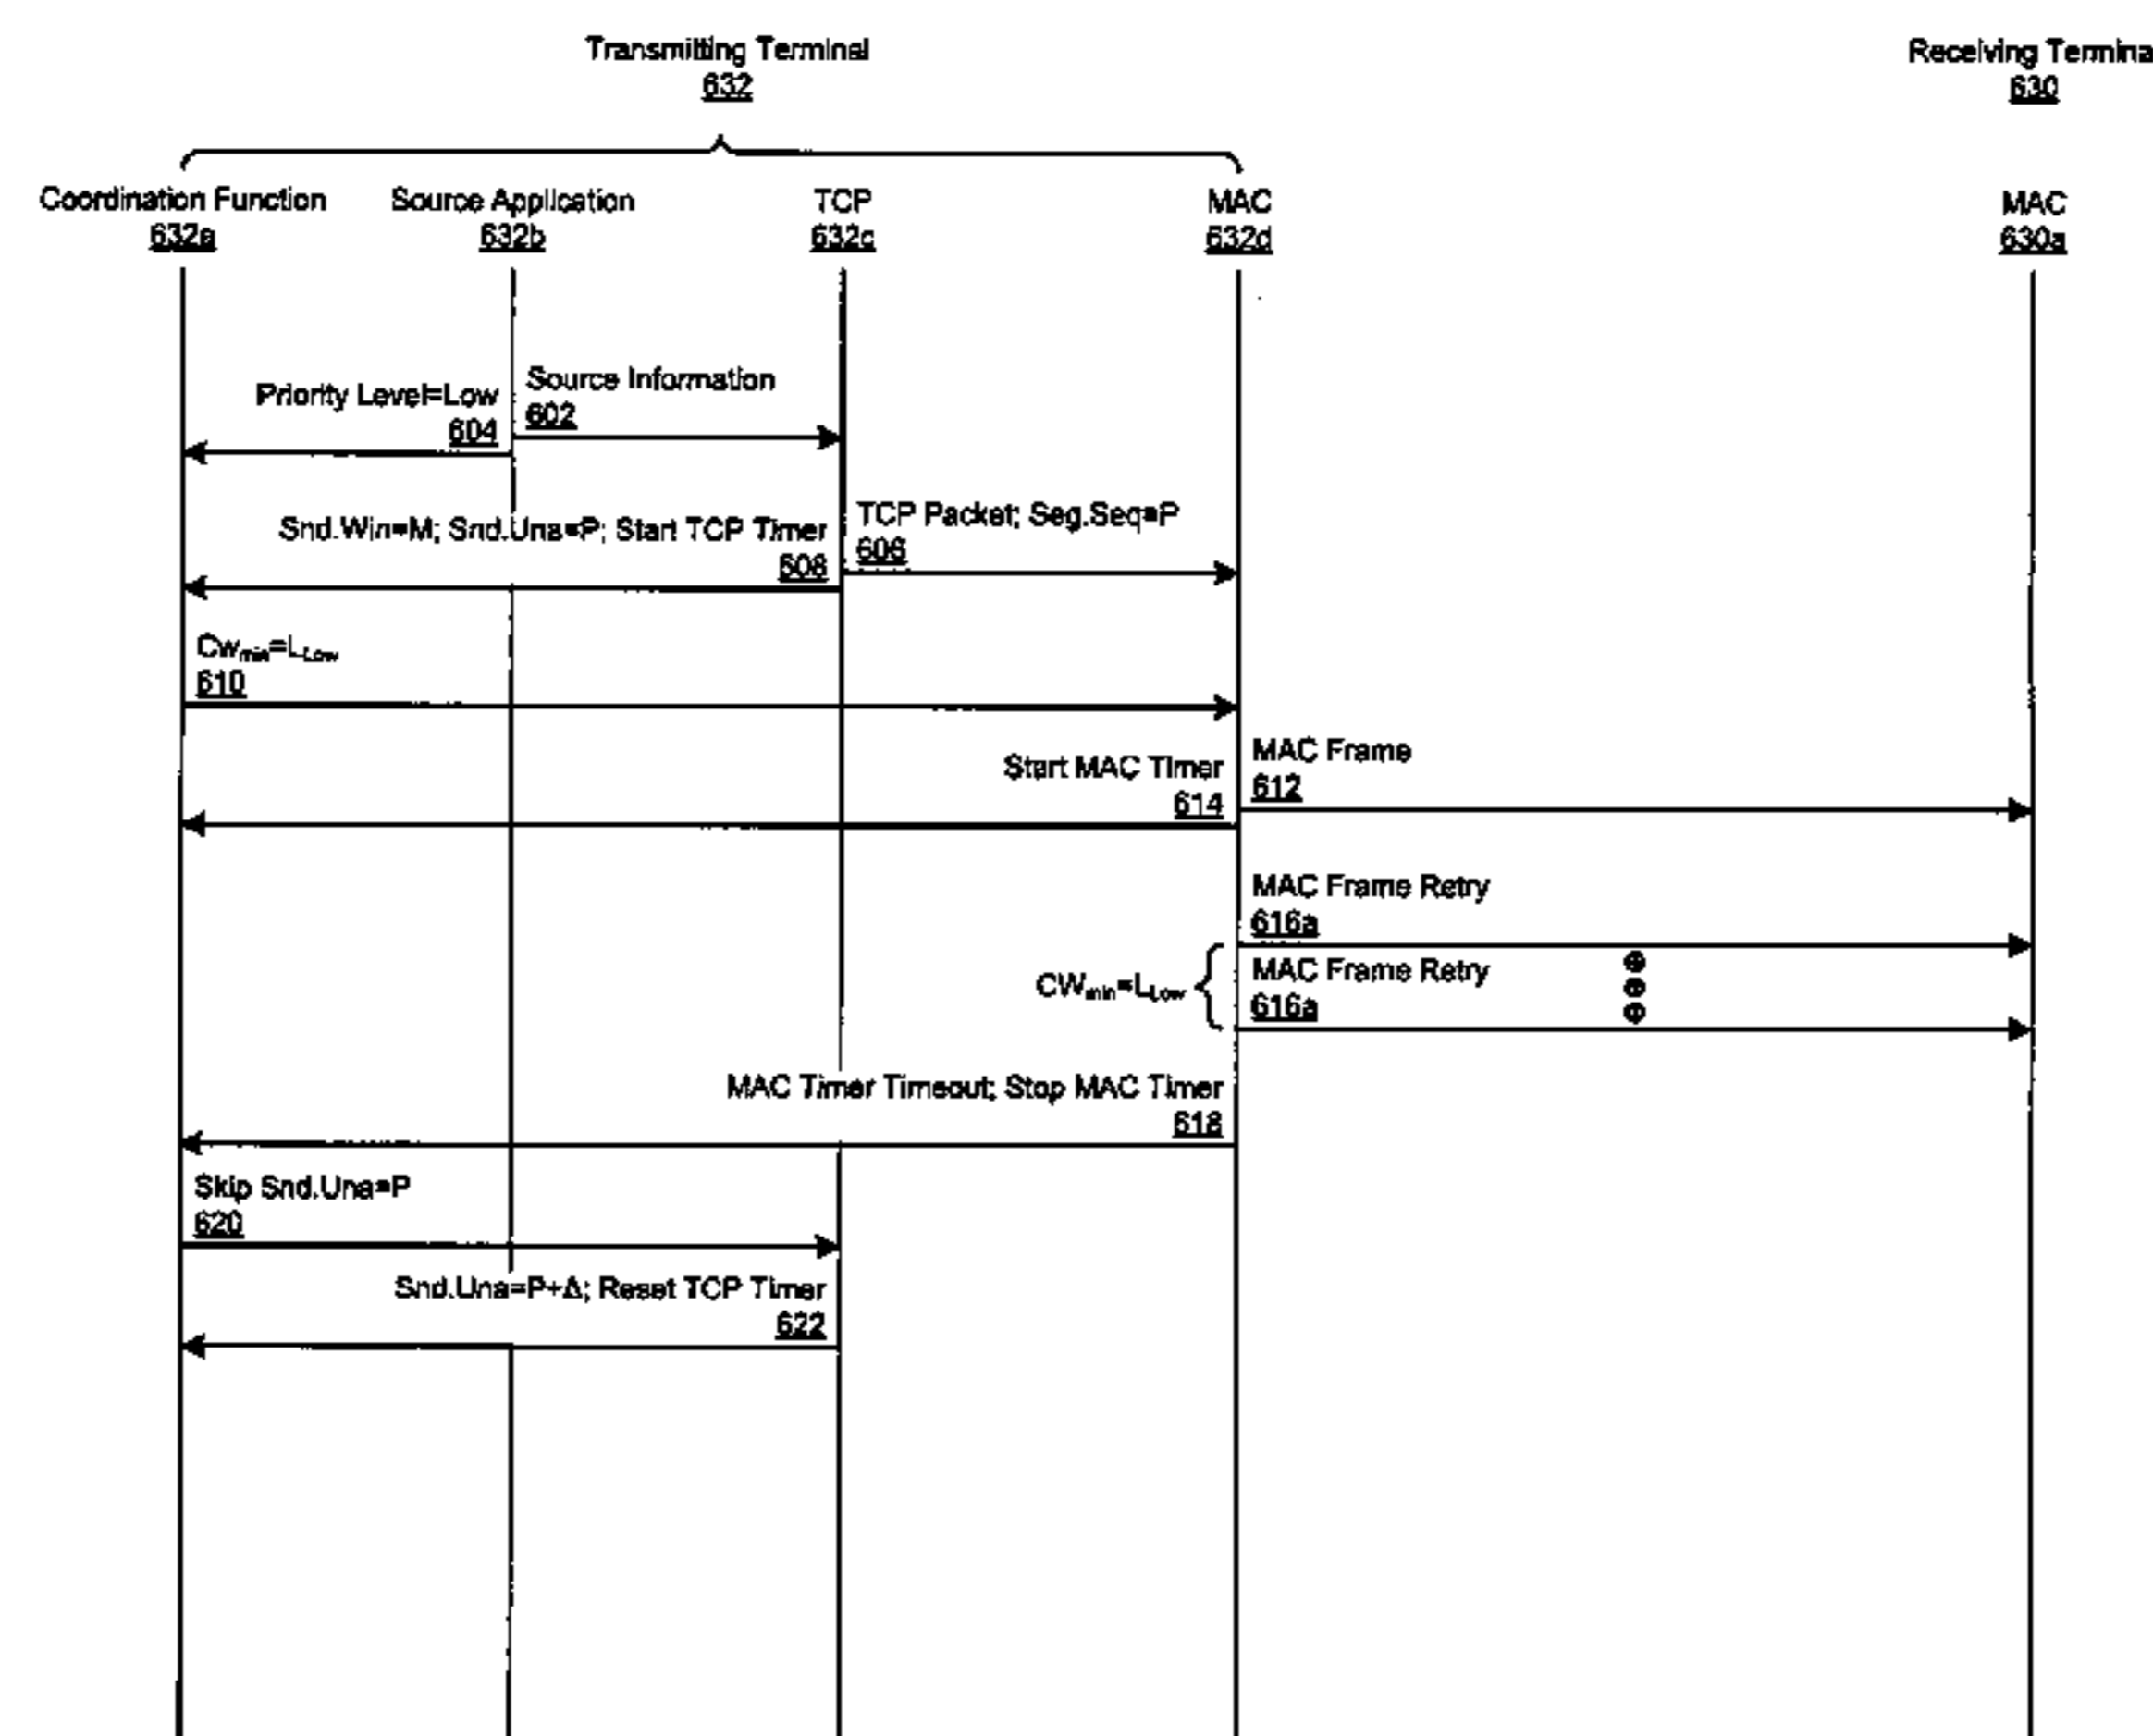 Transmitting Terminal
632
Receiving Termina
630
Coordination Function
632a
Source Application
632b
TCP
632c
MAC
632d
MAC
630a
Priority Level=Low
604
Source Information
602
Snd.Win=M; Snd.Una=P; Start TCP Timer
608
TCP Packet; Seg.Seq=P
606
Cwmin=LLow
610
Start MAC Timer
614
MAC Frame
612
MAC Frame Retry
616a
CWmin=LLow
MAC Frame Retry
616a
MAC Timer Timeout; Stop MAC Timer
618
Skip Snd.Una=P
620
Snd.Una=P+Δ; Reset TCP Timer
622